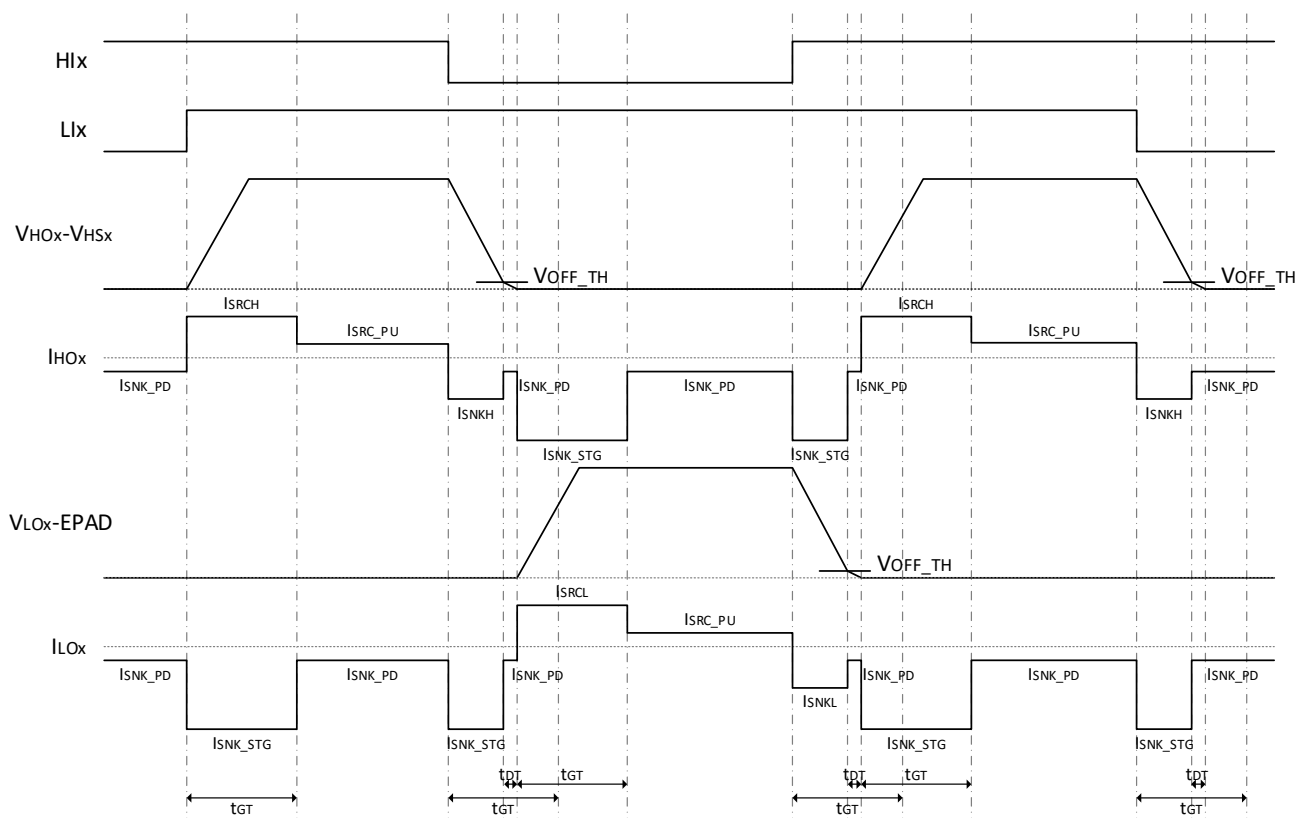 HIx
LIx
VHOx-VHSx
VOFF_TH
VOFF_TH
ISRCH
ISRCH
ISRC_PU
ISRC_PU
IHOx
ISNK_PD
ISNK_PD
ISNK_PD
ISNK_PD
ISNK_PD
ISNKH
ISNKH
ISNK_STG
ISNK_STG
VLOx-EPAD
VOFF_TH
ISRCL
ISRC_PU
ILOx
ISNK_PD
ISNK_PD
ISNK_PD
ISNK_PD
ISNK_PD
ISNK_PD
ISNKL
ISNK_STG
ISNK_STG
ISNK_STG
ISNK_STG
tDT
tGT
tDT
tGT
tDT
tGT
tGT
tGT
tGT